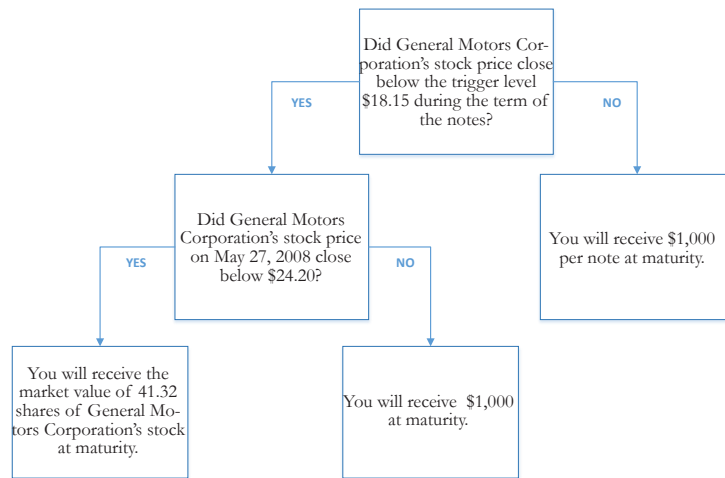 Did General Motors Cor-
poration's stock price close
below the trigger level
$18.15 during the term of
the notes?
YES
NO
Did General Motors
Corporation's stock price
on May 27, 2008 close
below $24.20?
You will receive $1,000
per note at maturity.
YES
NO
You will receive the
market value of 41.32
shares of General Mo-
tors Corporation's stock
at maturity.
You will receive $1,000
at maturity.